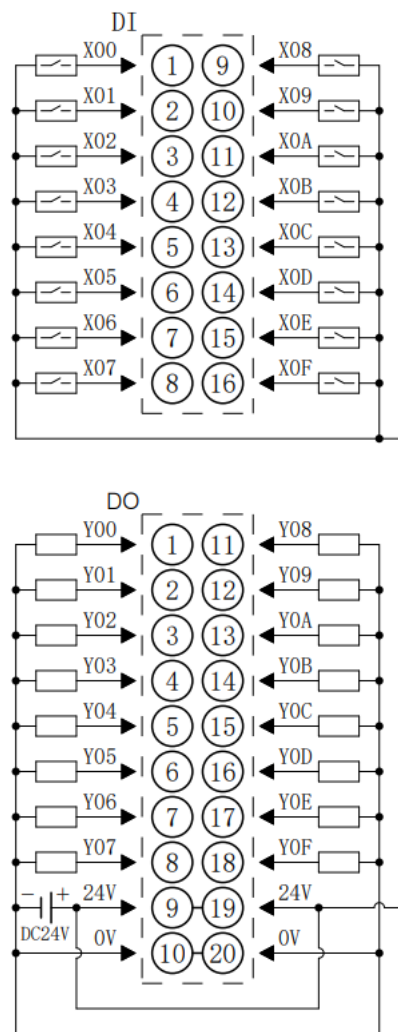 DI
X00 1 9 X08
X01 2 10 X09
X02 3 11 X0A
X03 4 12 X0B
X04 5 13 X0C
X05 6 14 X0D
X06 7 15 X0E
X07 8 16 X0F
DO
Y00 1 11 Y08
Y01 2 12 Y09
Y02 3 13 Y0A
Y03 4 14 Y0B
Y04 5 15 Y0C
Y05 6 16 Y0D
Y06 7 17 Y0E
Y07 8 18 Y0F
− + 24V 9 19 24V
DC24V 0V 10 20 0V